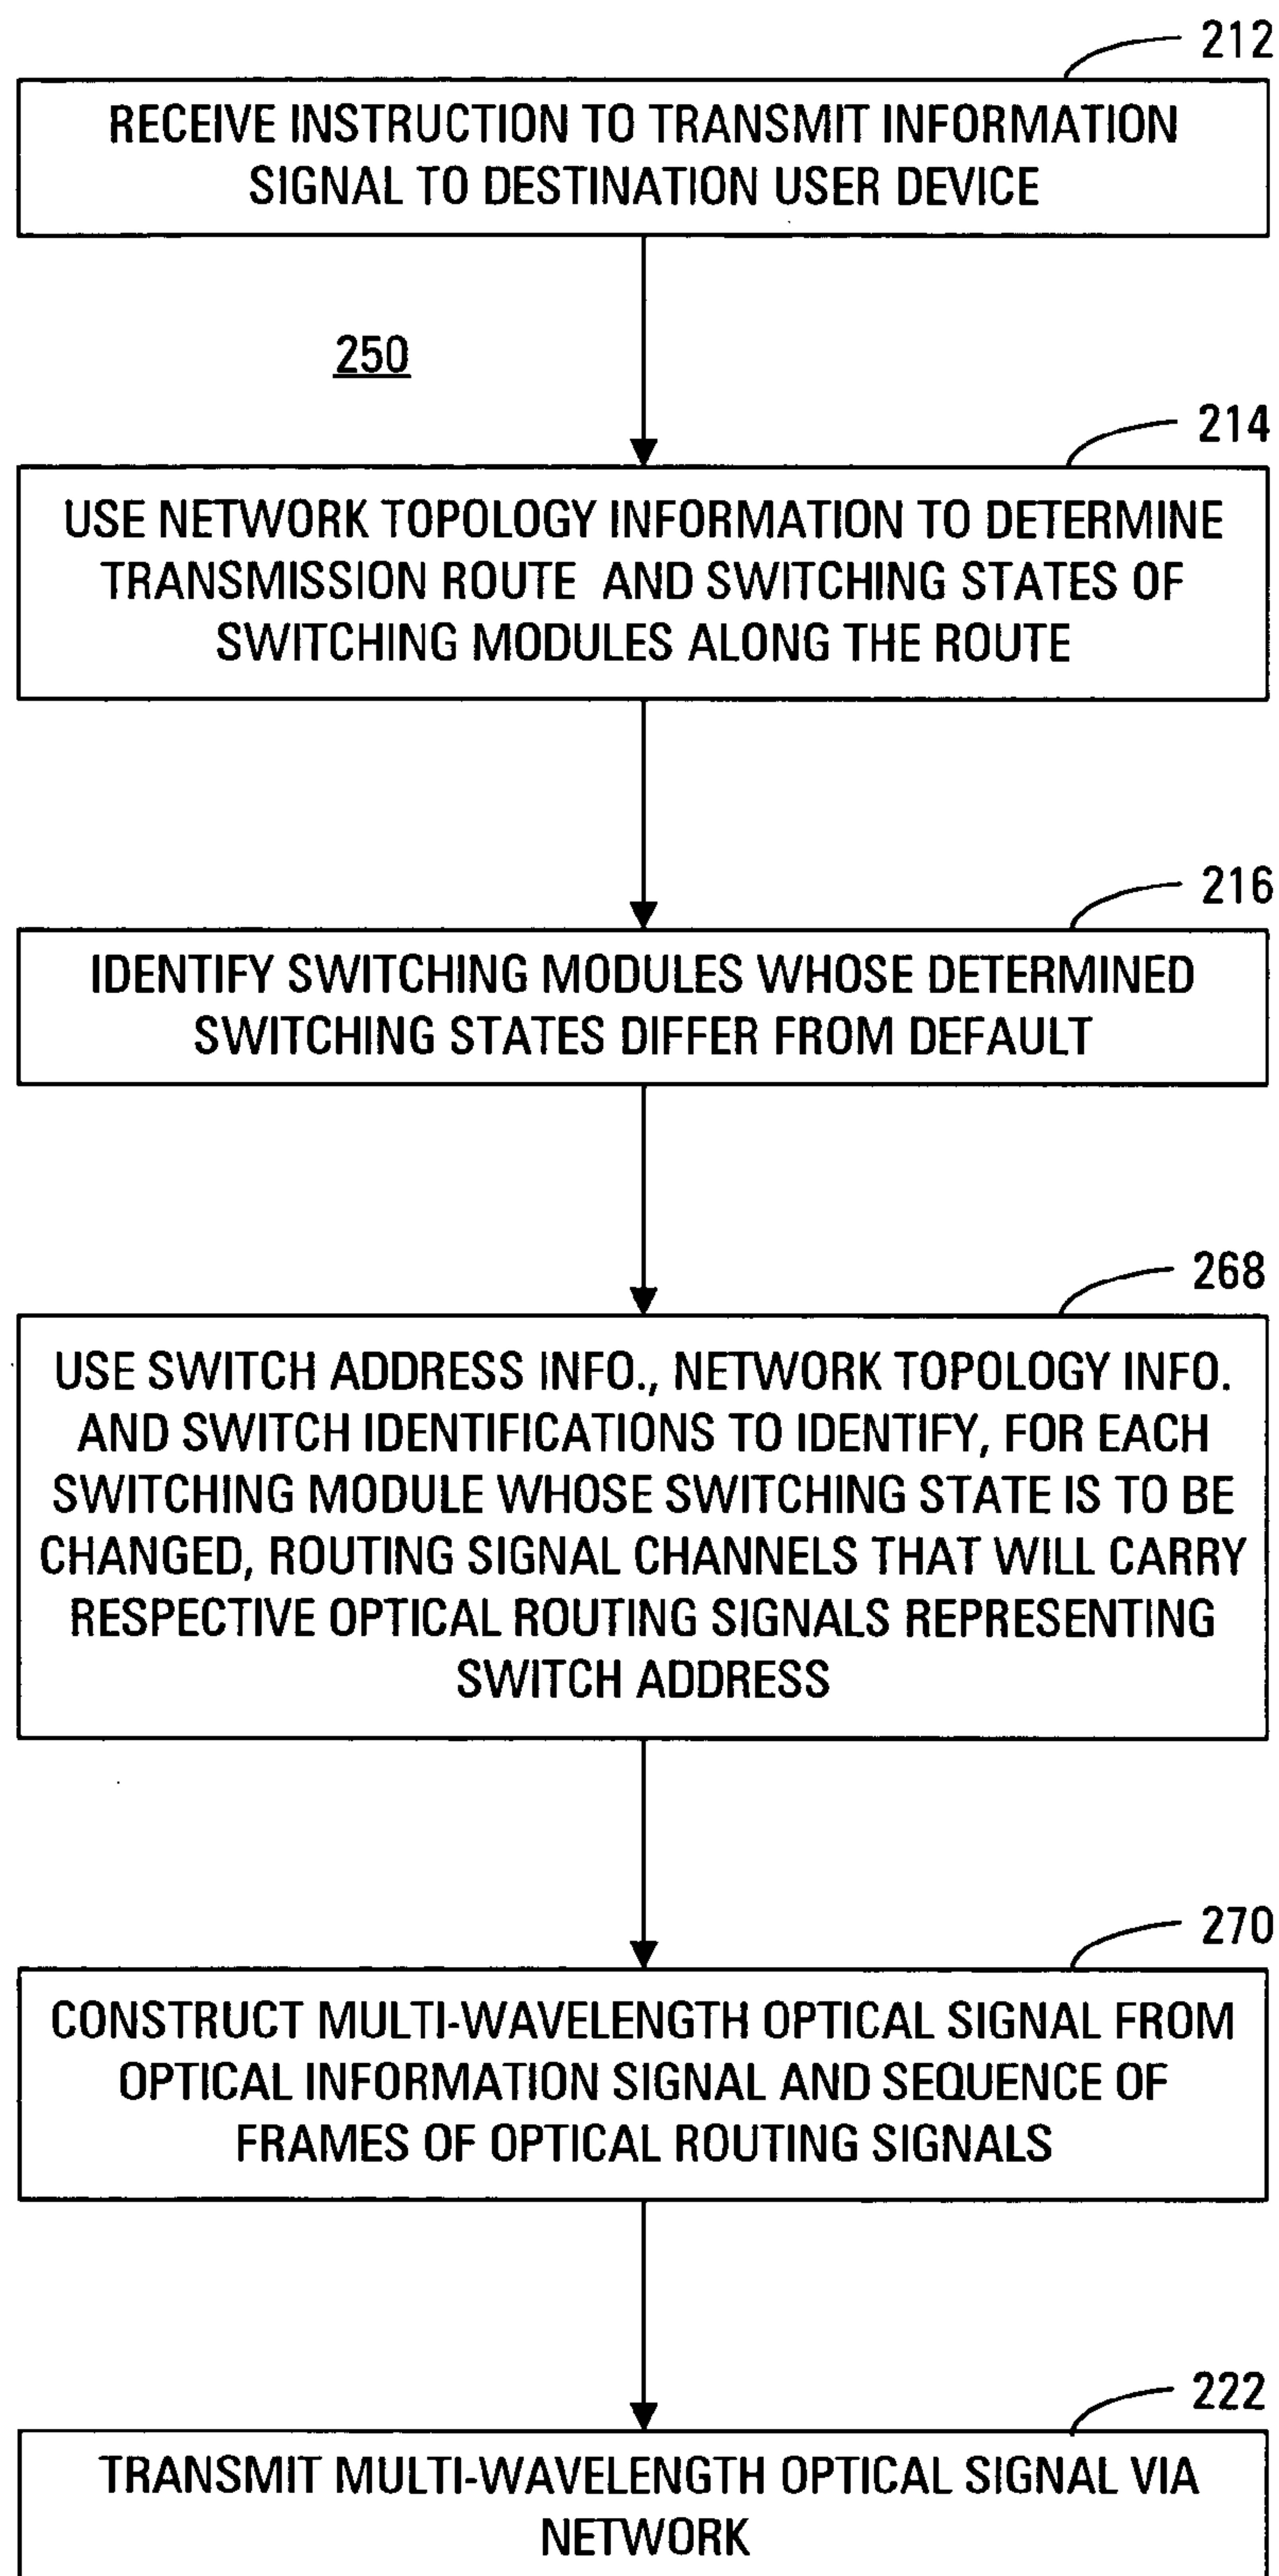 212
RECEIVE INSTRUCTION TO TRANSMIT INFORMATION
SIGNAL TO DESTINATION USER DEVICE
250
214
USE NETWORK TOPOLOGY INFORMATION TO DETERMINE
TRANSMISSION ROUTE AND SWITCHING STATES OF
SWITCHING MODULES ALONG THE ROUTE
216
IDENTIFY SWITCHING MODULES WHOSE DETERMINED
SWITCHING STATES DIFFER FROM DEFAULT
268
USE SWITCH ADDRESS INFO., NETWORK TOPOLOGY INFO.
AND SWITCH IDENTIFICATIONS TO IDENTIFY, FOR EACH
SWITCHING MODULE WHOSE SWITCHING STATE IS TO BE
CHANGED, ROUTING SIGNAL CHANNELS THAT WILL CARRY
RESPECTIVE OPTICAL ROUTING SIGNALS REPRESENTING
SWITCH ADDRESS
270
CONSTRUCT MULTI-WAVELENGTH OPTICAL SIGNAL FROM
OPTICAL INFORMATION SIGNAL AND SEQUENCE OF
FRAMES OF OPTICAL ROUTING SIGNALS
222
TRANSMIT MULTI-WAVELENGTH OPTICAL SIGNAL VIA
NETWORK